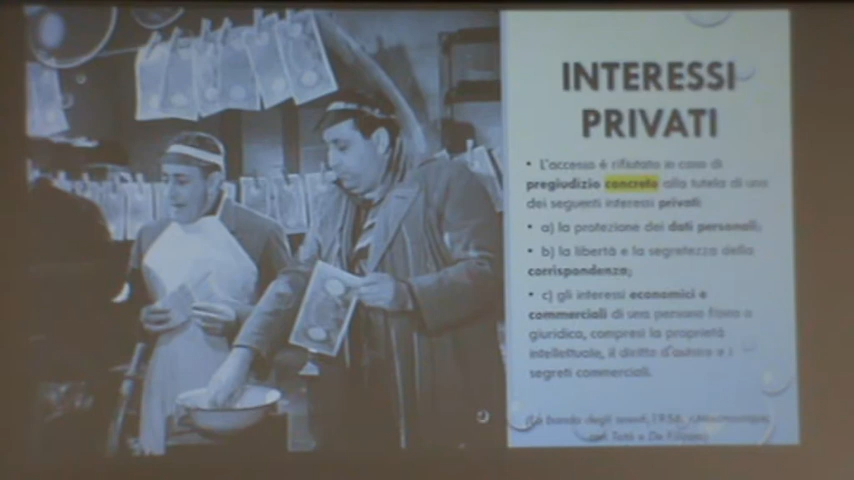 INTERESSI
PRIVATI
• L'accesso è rifiutato in caso di
pregiudizio concreto alla tutela di uno
dei seguenti interessi privati:
• a) la protezione dei dati personali;
• b) la libertà e la segretezza della
corrispondenza;
• c) gli interessi economici e
commerciali di una persona fisica o
giuridica, compresi la proprietà
intellettuale, il diritto d'autore e i
segreti commerciali.
(La banda degli onesti, 1956,
con Totò e De Filippo)